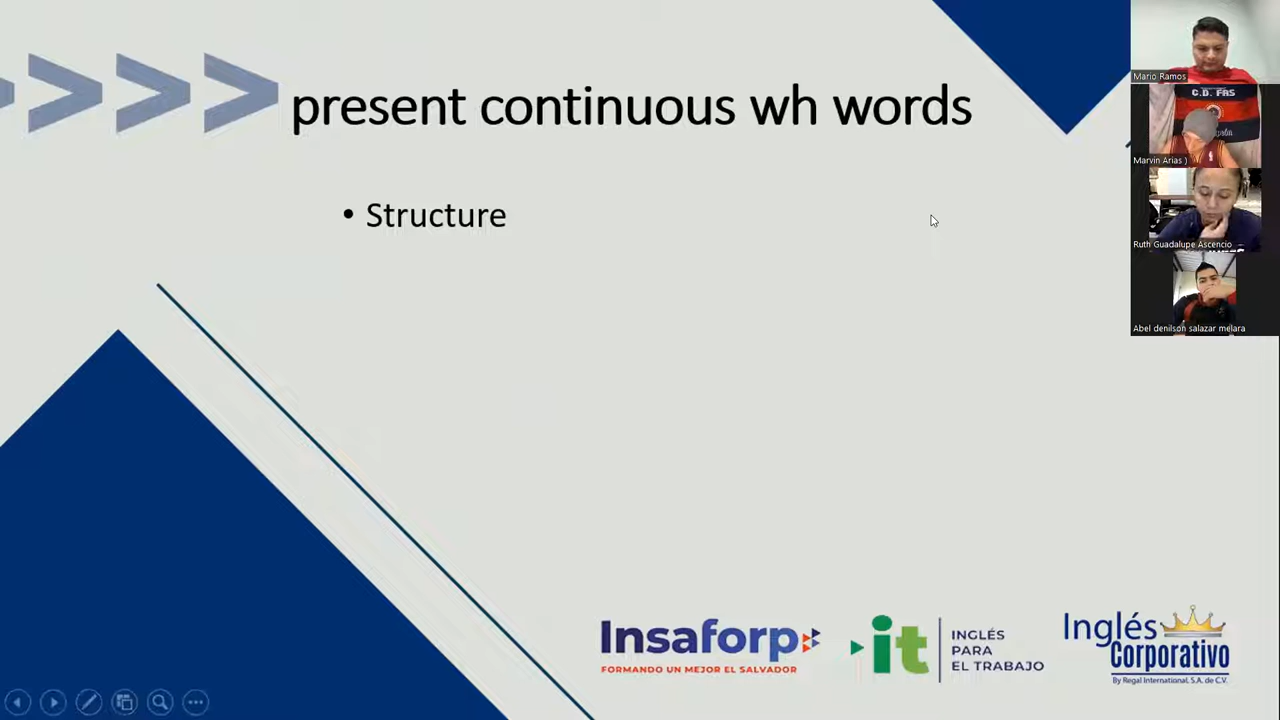 present continuous wh words
• Structure
Mario Ramos
C.D. FAS
Marvin Arias )
Ruth Guadalupe Ascencio
Abel denilson salazar melara
Insaforp
FORMANDO UN MEJOR EL SALVADOR
it
INGLÉS
PARA
EL TRABAJO
Inglés
Corporativo
By Regal International, S.A. de C.V.